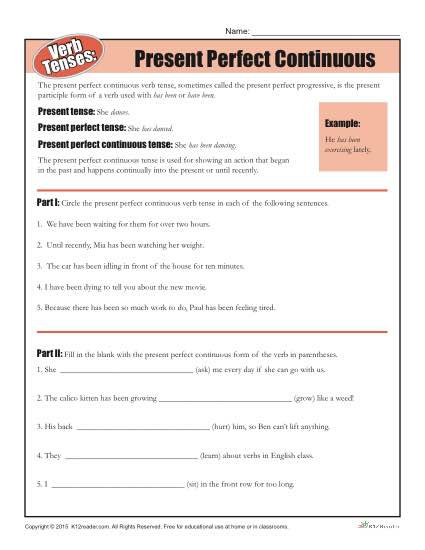 Name: ____________________
Verb Tenses:
Present Perfect Continuous
The present perfect continuous verb tense, sometimes called the present perfect progressive, is the present
participle form of a verb used with has been or have been.
Present tense: She dances.
Present perfect tense: She has danced.
Present perfect continuous tense: She has been dancing.
The present perfect continuous tense is used for showing an action that began
in the past and happens continually into the present or until recently.
Example:
He has been
exercising lately.
Part I: Circle the present perfect continuous verb tense in each of the following sentences.
1. We have been waiting for them for over two hours.
2. Until recently, Mia has been watching her weight.
3. The car has been idling in front of the house for ten minutes.
4. I have been dying to tell you about the new movie.
5. Because there has been so much work to do, Paul has been feeling tired.
Part II: Fill in the blank with the present perfect continuous form of the verb in parentheses.
1. She ____________________ (ask) me every day if she can go with us.
2. The calico kitten has been growing ____________________ (grow) like a weed!
3. His back ____________________ (hurt) him, so Ben can't lift anything.
4. They ____________________ (learn) about verbs in English class.
5. I ____________________ (sit) in the front row for too long.
Copyright © 2015 K12reader.com. All Rights Reserved. Free for educational use at home or in classrooms.
K12Reader